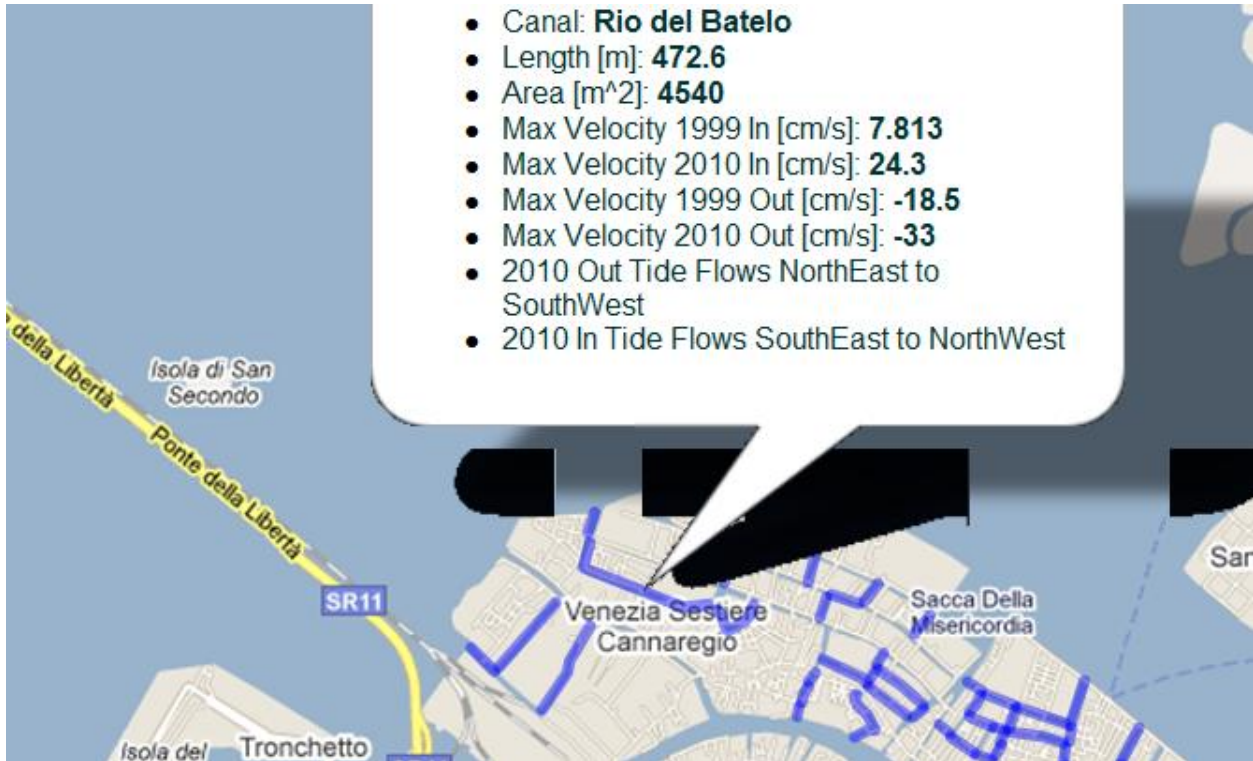 • Canal: Rio del Batelo
• Length [m]: 472.6
• Area [m^2]: 4540
• Max Velocity 1999 In [cm/s]: 7.813
• Max Velocity 2010 In [cm/s]: 24.3
• Max Velocity 1999 Out [cm/s]: -18.5
• Max Velocity 2010 Out [cm/s]: -33
• 2010 Out Tide Flows NorthEast to
SouthWest
• 2010 In Tide Flows SouthEast to NorthWest
della Libertà
Isola di San
Secondo
Ponte della Libertà
SR11
Venezia Sestiere
Cannaregio
Sacca Della
Misericordia
San
Isola del
Tronchetto